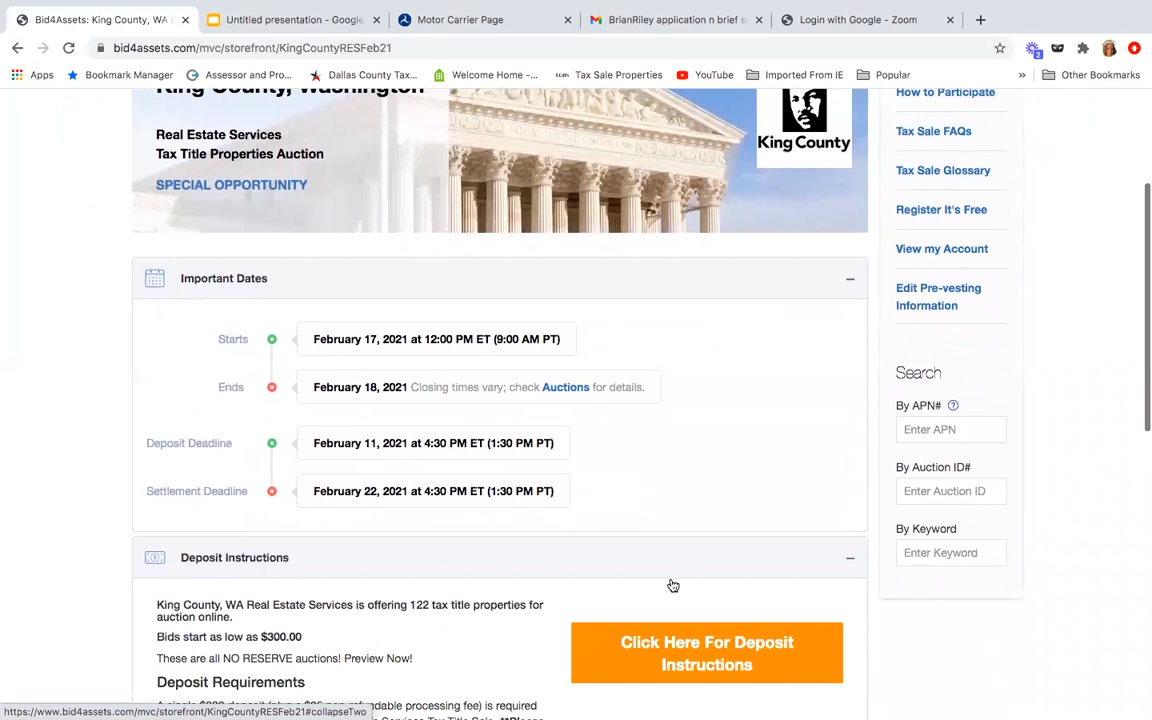 Bid4Assets: King County, WA R
Untitled presentation - Google
Motor Carrier Page
BrianRiley application n brief su
Login with Google - Zoom
bid4assets.com/mvc/storefront/KingCountyRESFeb21
2
Apps
Bookmark Manager
Assessor and Pro...
Dallas County Tax...
Welcome Home -...
LGBS Tax Sale Properties
YouTube
Imported From IE
Popular
»
Other Bookmarks
King County, Washington
Real Estate Services
Tax Title Properties Auction
SPECIAL OPPORTUNITY
King County
How to Participate
Tax Sale FAQs
Tax Sale Glossary
Register It's Free
View my Account
Edit Pre-vesting
Information
Important Dates
Starts
February 17, 2021 at 12:00 PM ET (9:00 AM PT)
Ends
February 18, 2021 Closing times vary; check Auctions for details.
Deposit Deadline
February 11, 2021 at 4:30 PM ET (1:30 PM PT)
Settlement Deadline
February 22, 2021 at 4:30 PM ET (1:30 PM PT)
Search
By APN# ?
Enter APN
By Auction ID#
Enter Auction ID
By Keyword
Enter Keyword
Deposit Instructions
King County, WA Real Estate Services is offering 122 tax title properties for
auction online.
Bids start as low as $300.00
These are all NO RESERVE auctions! Preview Now!
Deposit Requirements
Click Here For Deposit
Instructions
https://www.bid4assets.com/mvc/storefront/KingCountyRESFeb21#collapseTwo